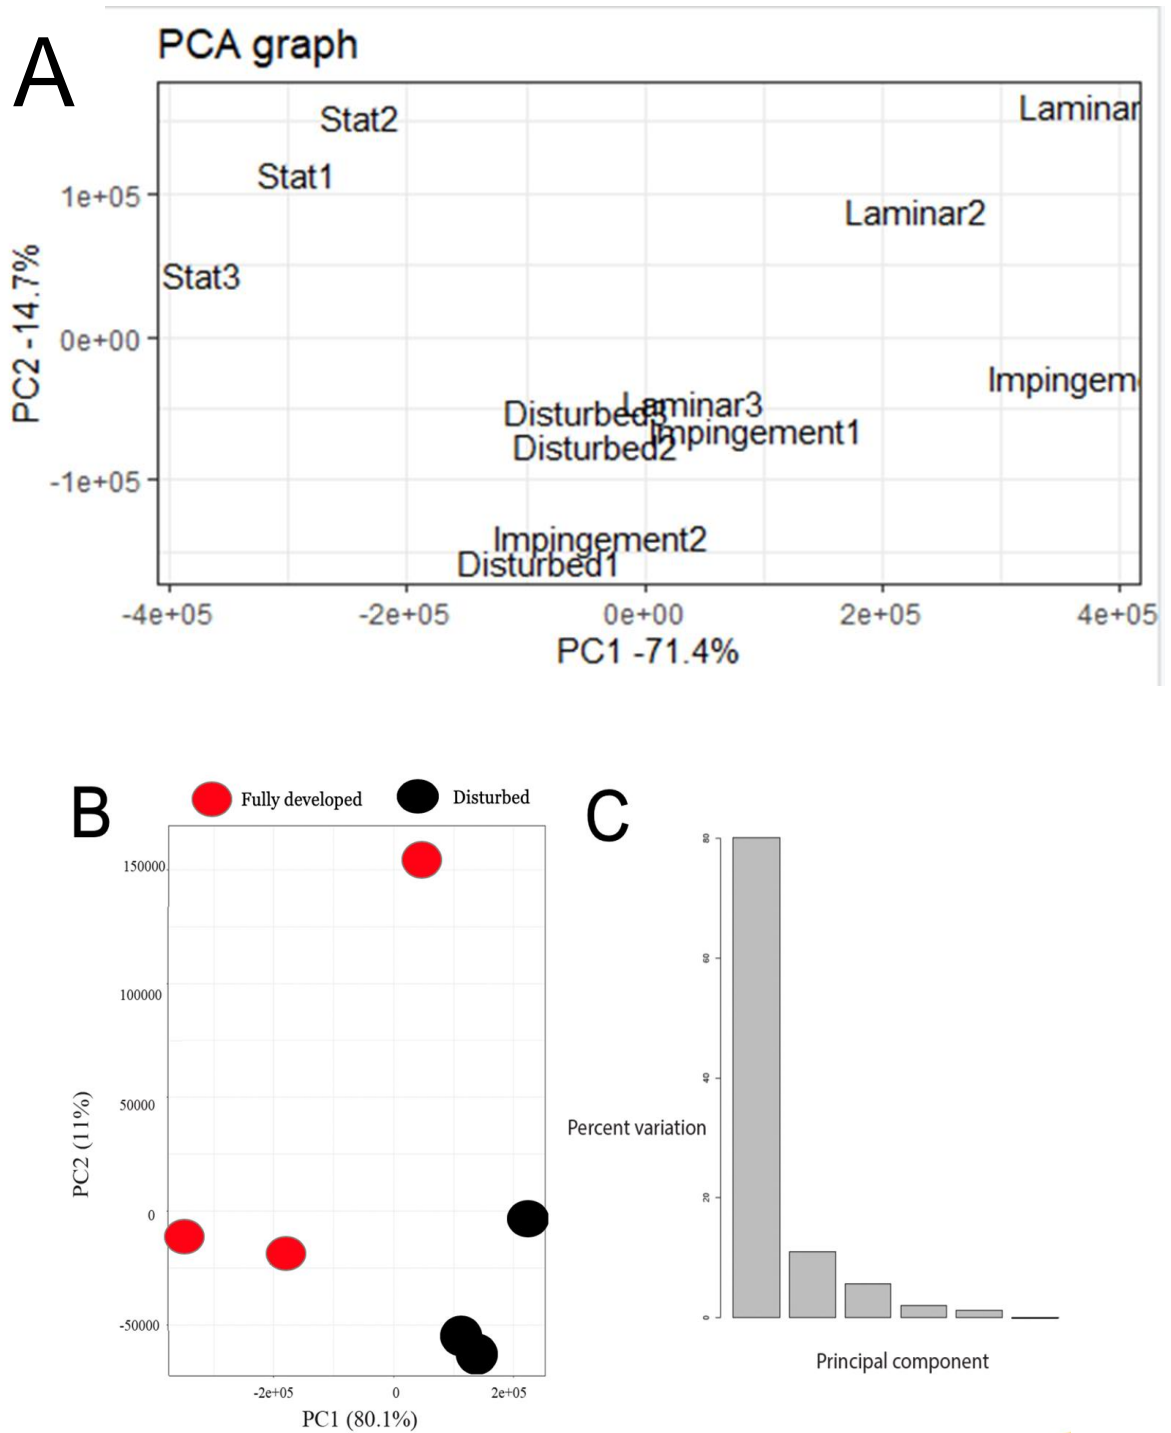 A
PCA graph
Stat2
Laminar
Stat1
1e+05
Laminar2
PC2 -14.7%
Stat3
0e+00
Impingem
Laminar3
Disturbed3
Impingement1
Disturbed2
-1e+05
Impingement2
Disturbed1
-4e+05 -2e+05 0e+00 2e+05 4e+05
PC1 -71.4%
B
Fully developed Disturbed
150000
100000
50000
0
-50000
PC2 (11%)
-2e+05 0 2e+05
PC1 (80.1%)
C
80
60
40
20
0
Percent variation
Principal component